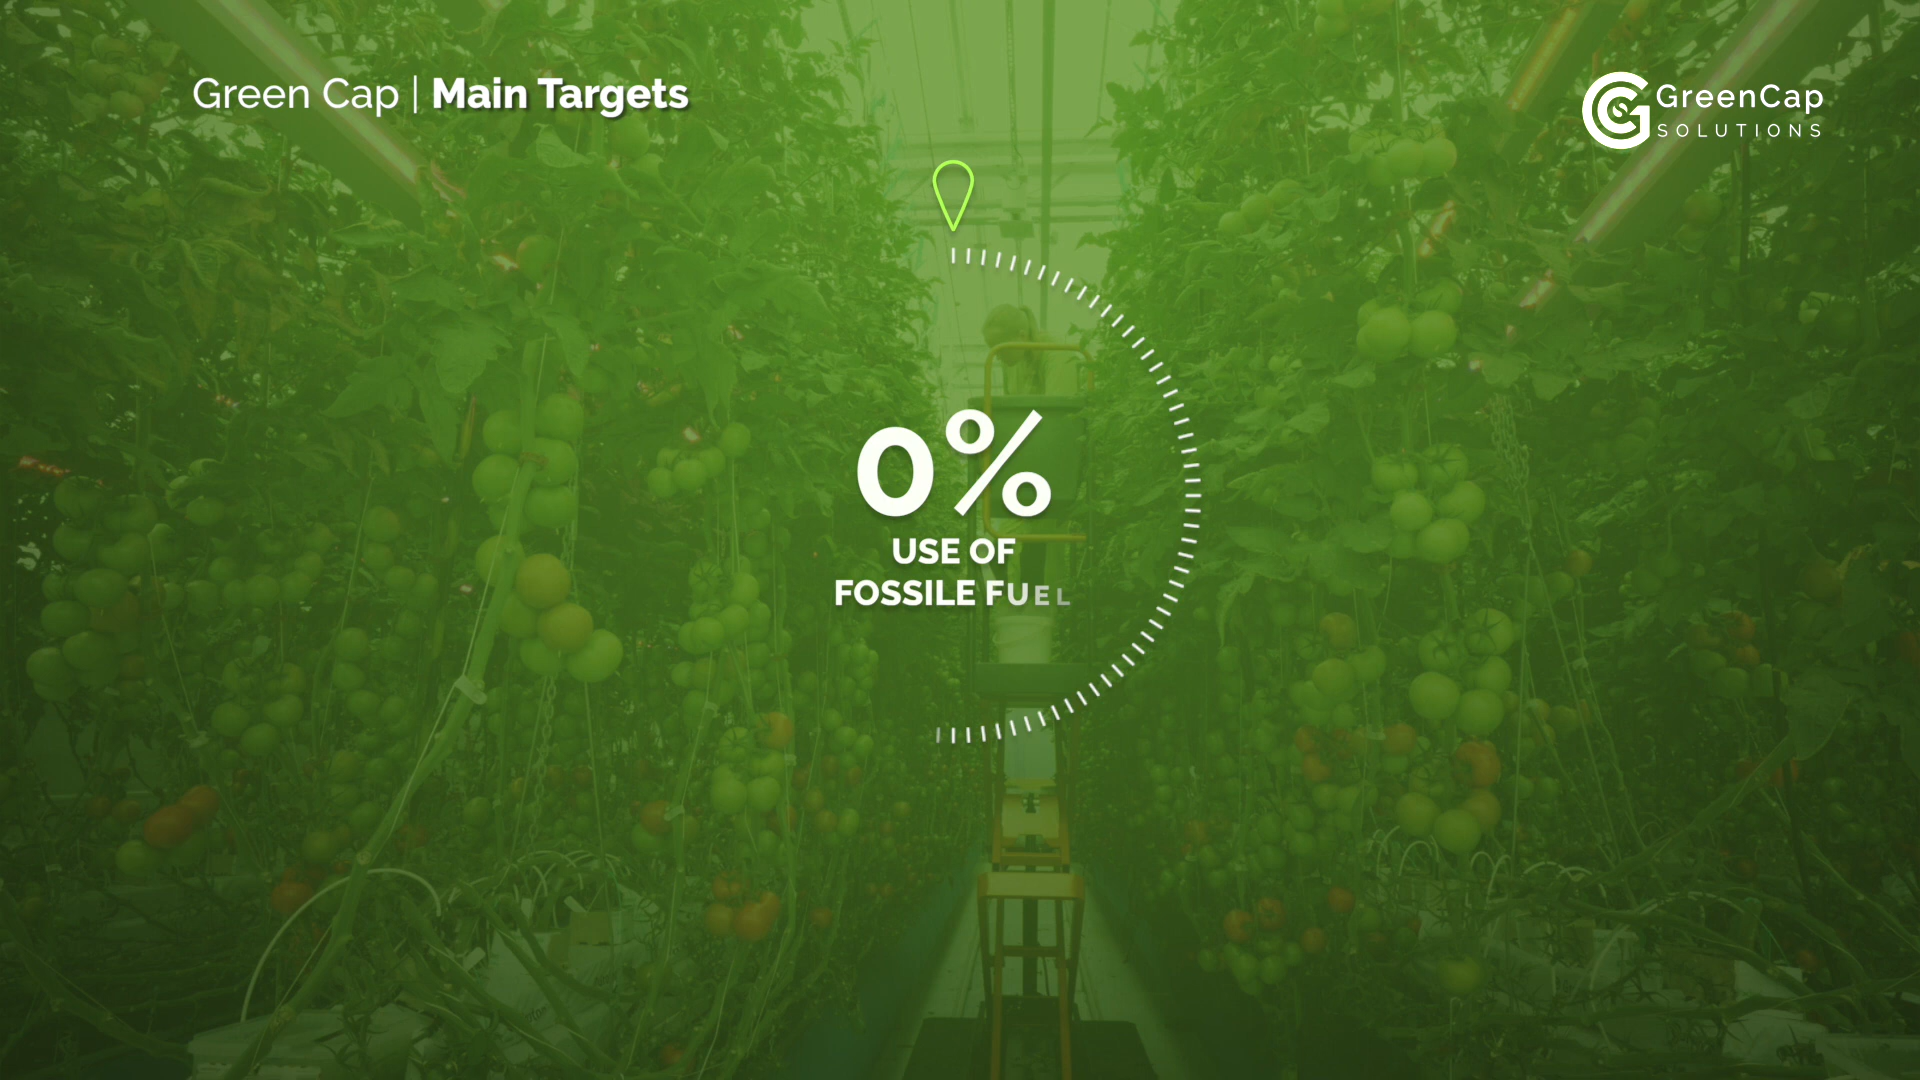 Green Cap | Main Targets
GreenCap
SOLUTIONS
0%
USE OF
FOSSILE FUEL